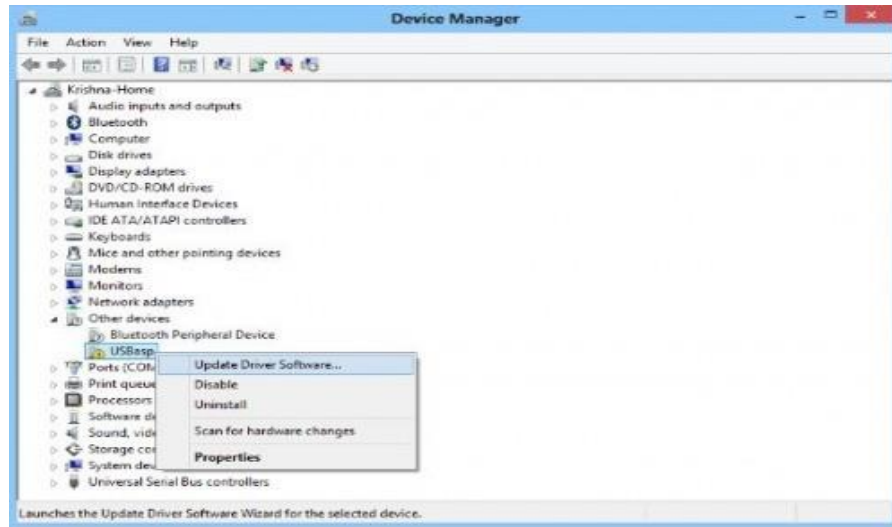 Device Manager
File Action View Help
Krishna-Home
Audio inputs and outputs
Bluetooth
Computer
Disk drives
Display adapters
DVD/CD-ROM drives
Human Interface Devices
IDE ATA/ATAPI controllers
Keyboards
Mice and other pointing devices
Modems
Monitors
Network adapters
Other devices
Bluetooth Peripheral Device
USBasp
Update Driver Software...
Ports (COM
Print queue
Disable
Processors
Uninstall
Software de
Sound, vide
Scan for hardware changes
Storage con
Properties
System dev
Universal Serial Bus controllers
Launches the Update Driver Software Wizard for the selected device.